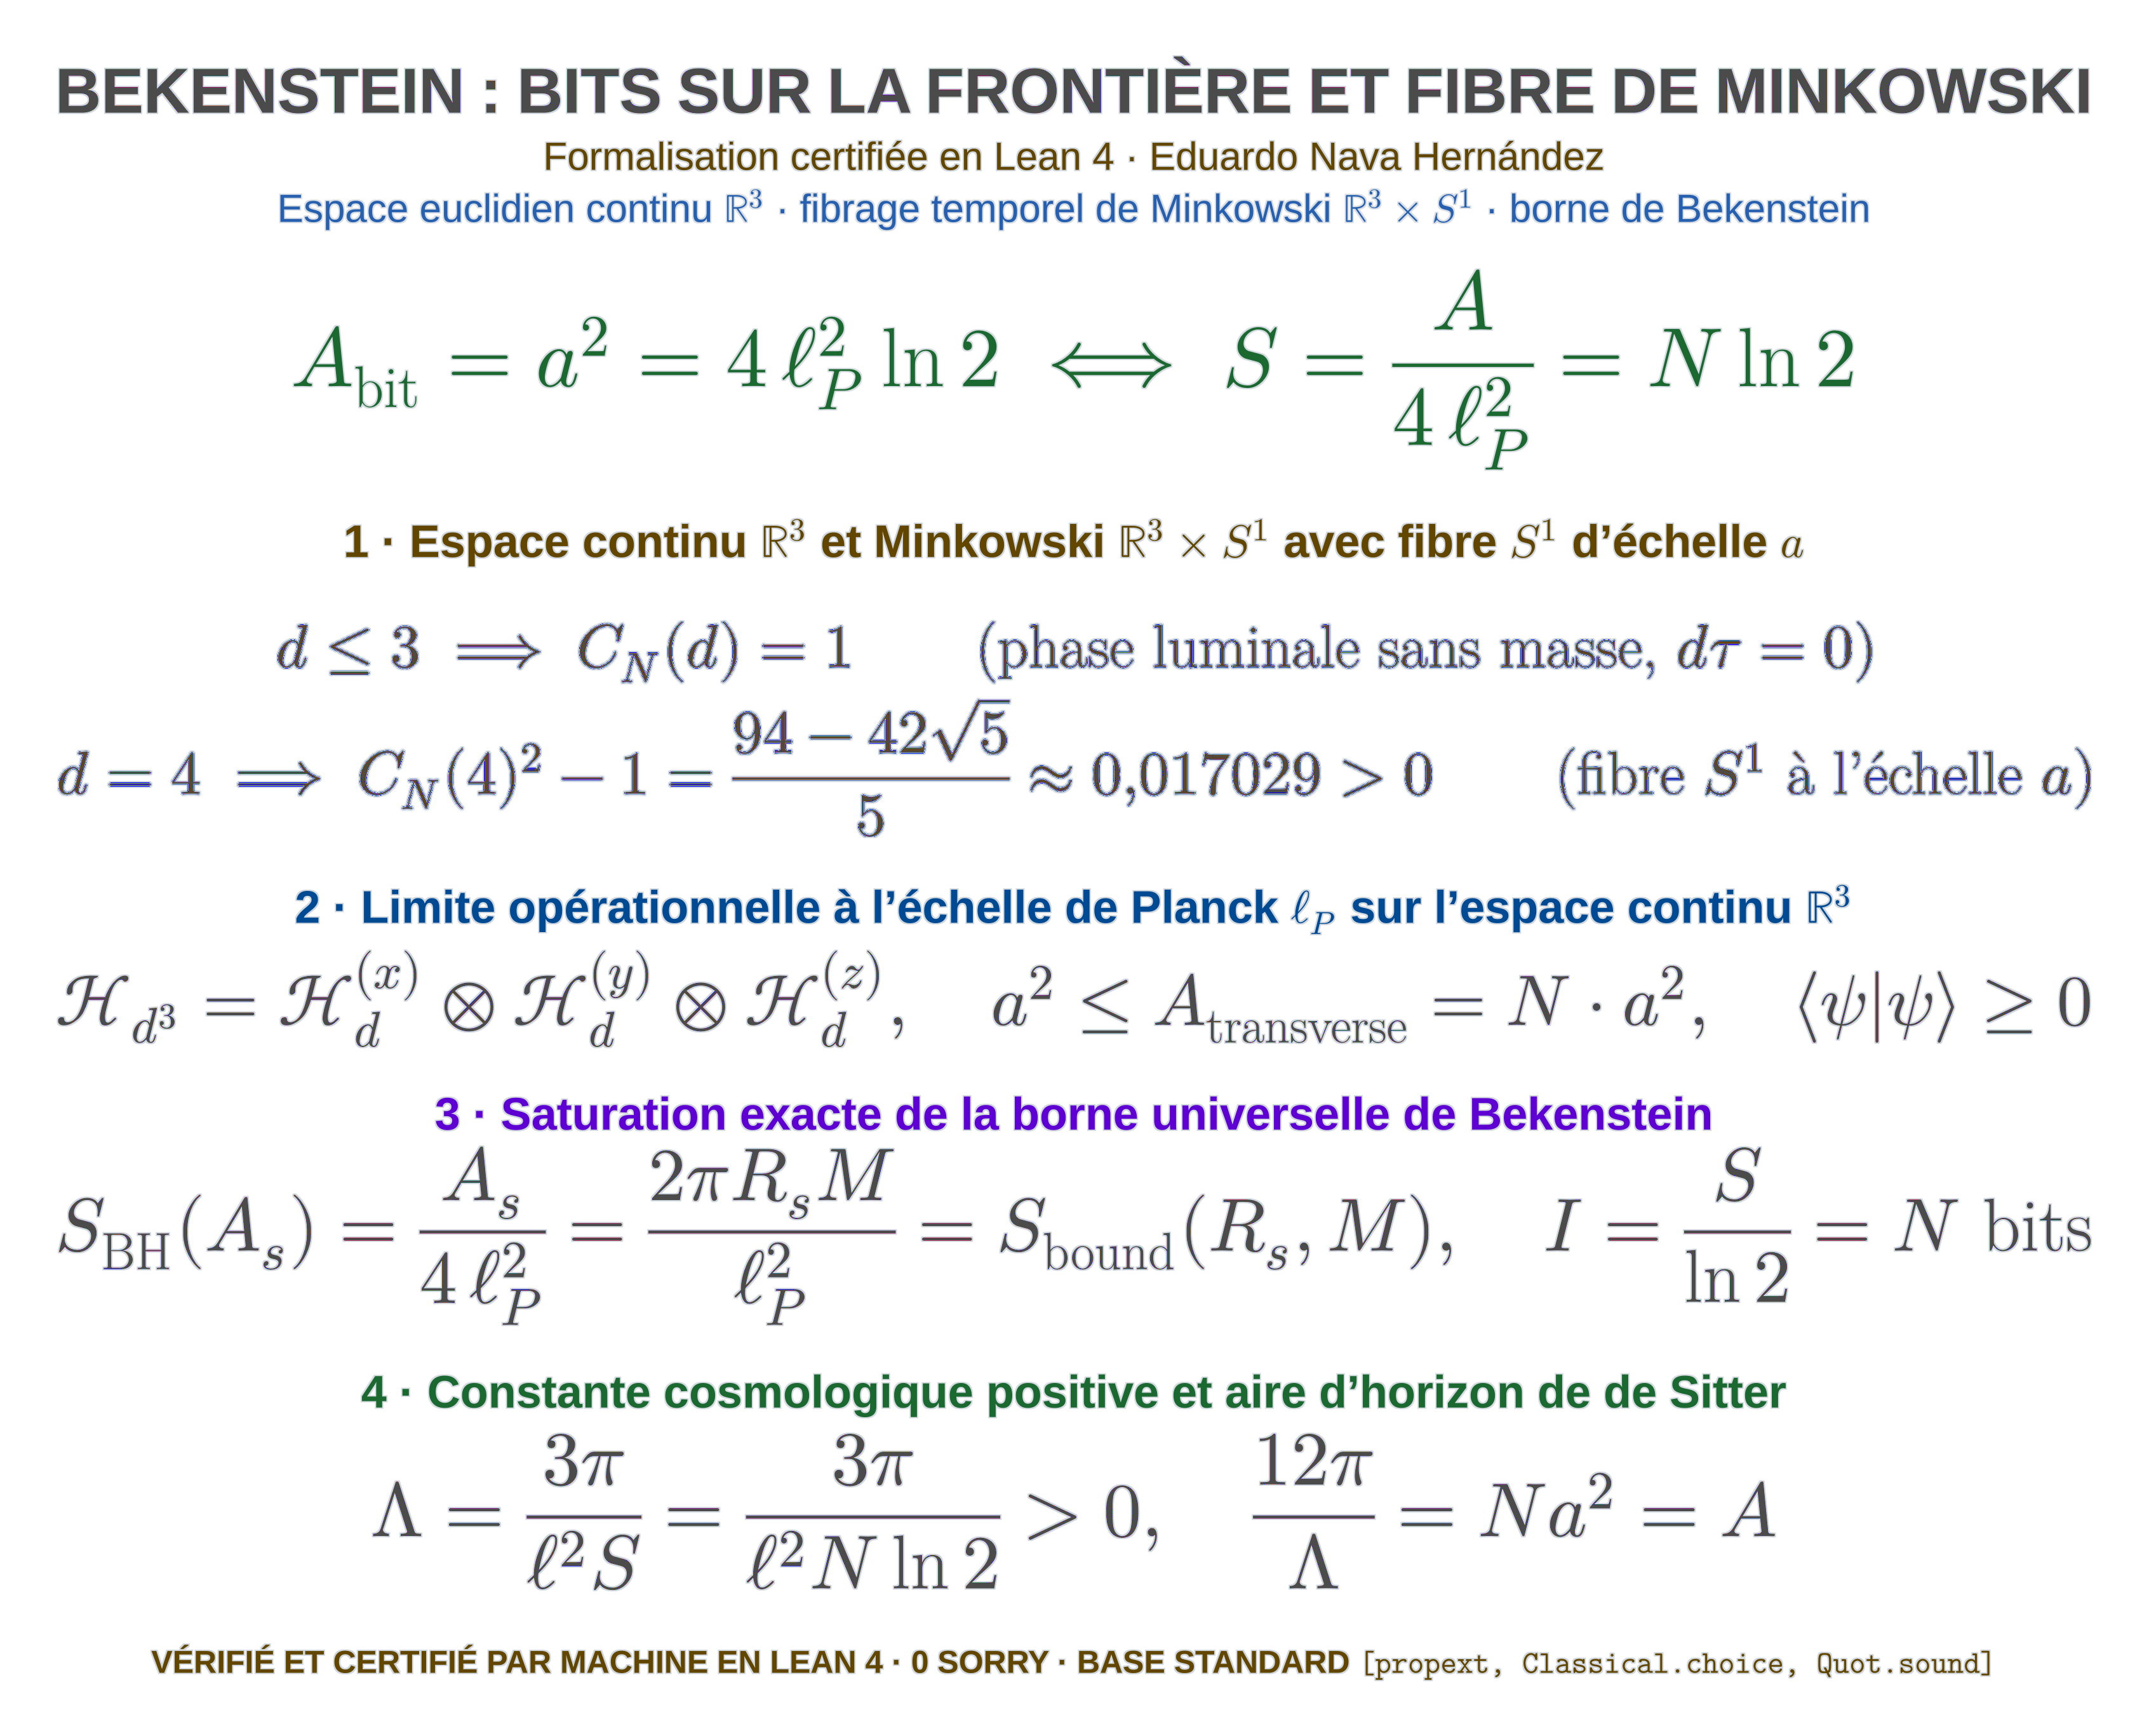 BEKENSTEIN : BITS SUR LA FRONTIÈRE ET FIBRE DE MINKOWSKI
Formalisation certifiée en Lean 4 · Eduardo Nava Hernández
Espace euclidien continu ℝ³ · fibrage temporel de Minkowski ℝ³ × S¹ · borne de Bekenstein
A_bit = a² = 4 ℓ_P² ln 2 ⟺ S = A / (4 ℓ_P²) = N ln 2
1 · Espace continu ℝ³ et Minkowski ℝ³ × S¹ avec fibre S¹ d’échelle a
d ≤ 3 ⟹ C_N(d) = 1 (phase luminale sans masse, dτ = 0)
d = 4 ⟹ C_N(4)² − 1 = (94 − 42√5) / 5 ≈ 0,017029 > 0 (fibre S¹ à l’échelle a)
2 · Limite opérationnelle à l’échelle de Planck ℓ_P sur l’espace continu ℝ³
ℋ_{d³} = ℋ_d^{(x)} ⊗ ℋ_d^{(y)} ⊗ ℋ_d^{(z)}, a² ≤ A_transverse = N · a², ⟨ψ|ψ⟩ ≥ 0
3 · Saturation exacte de la borne universelle de Bekenstein
S_BH(A_s) = A_s / (4 ℓ_P²) = 2πR_sM / ℓ_P² = S_bound(R_s, M), I = S / ln 2 = N bits
4 · Constante cosmologique positive et aire d’horizon de de Sitter
Λ = 3π / (ℓ²S) = 3π / (ℓ²N ln 2) > 0, 12π / Λ = Na² = A
VÉRIFIÉ ET CERTIFIÉ PAR MACHINE EN LEAN 4 · 0 SORRY · BASE STANDARD [propext, Classical.choice, Quot.sound]